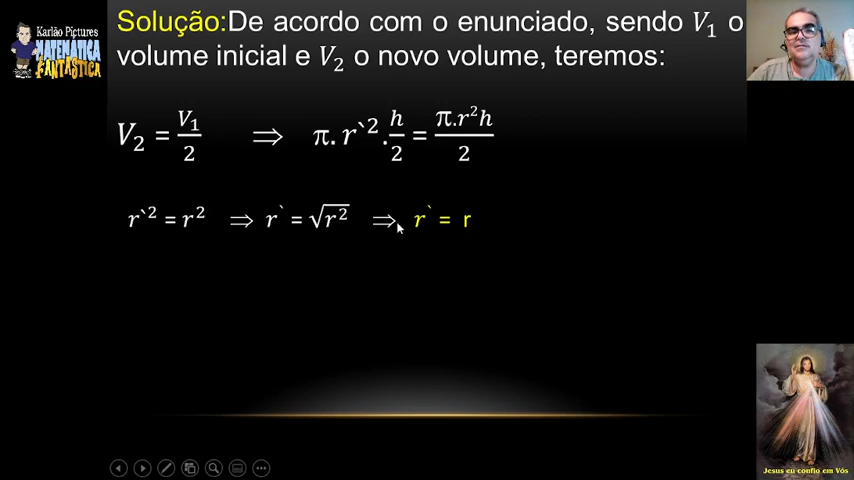 Karlão Pictures
MATEMÁTICA
FANTÁSTICA
Solução:De acordo com o enunciado, sendo V₁ o
volume inicial e V₂ o novo volume, teremos:
V₂ = V₁/2 ⇒ π. r`². h/2 = π.r²h/2
r`² = r² ⇒ r` = √r² ⇒ r` = r
Jesus eu confio em Vós